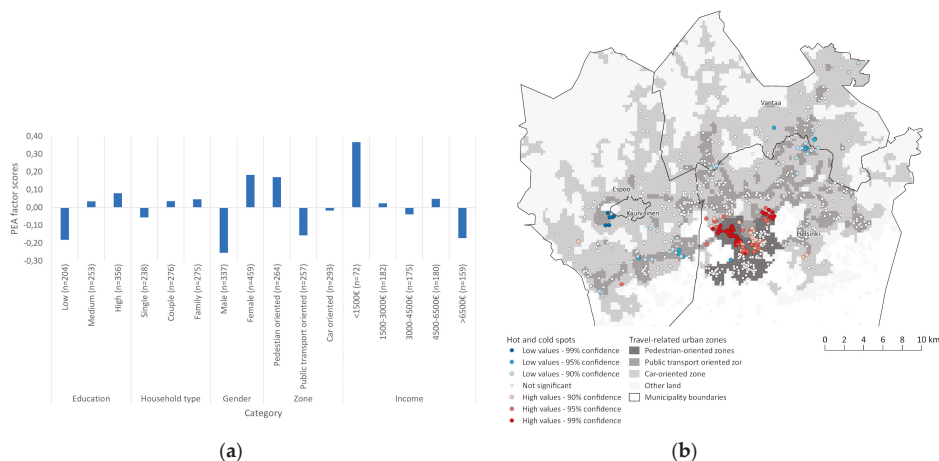 0,40
0,30
0,20
0,10
0,00
-0,10
-0,20
-0,30
PEA factor scores
Low (n=204)
Medium (n=253)
High (n=356)
Single (n=238)
Couple (n=276)
Family (n=275)
Male (n=337)
Female (n=459)
Pedestian oriented (n=264)
Public transport oriented (n=257)
Car oriented (n=293)
<1500€ (n=72)
1500-3000€ (n=182)
3000-4500€ (n=175)
4500-6500€ (n=180)
>6500€ (n=159)
Education
Household type
Gender
Zone
Income
Category
(a)
Vantaa
Espoo
Kauniainen
Helsinki
Hot and cold spots
Low values - 99% confidence
Low values - 95% confidence
Low values - 90% confidence
Not significant
High values - 90% confidence
High values - 95% confidence
High values - 99% confidence
Travel-related urban zones
Pedestrian-oriented zones
Public transport oriented zor
Car-oriented zone
Other land
Municipality boundaries
0 2 4 6 8 10 km
(b)